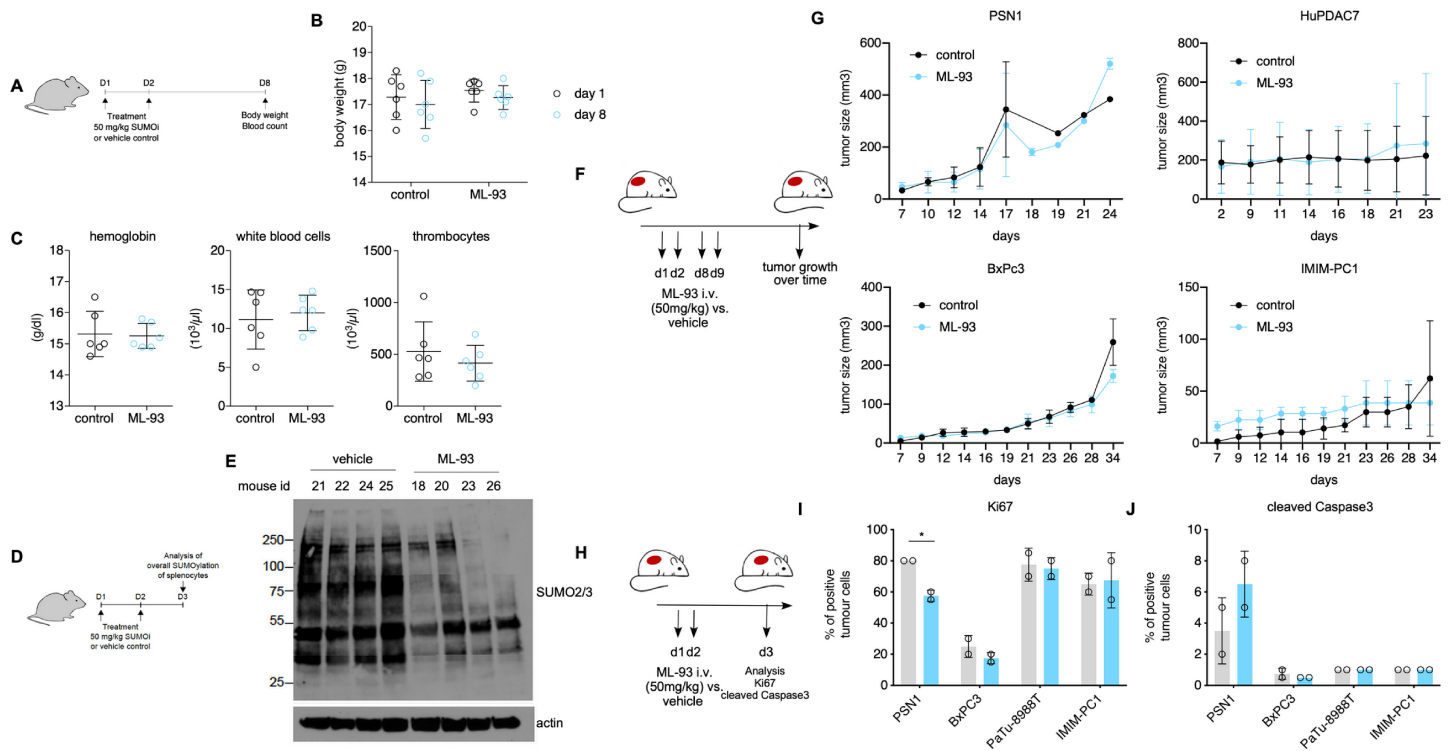 A
D1
D2
D8
Treatment
50 mg/kg SUMOi
or vehicle control
Body weight
Blood count
B
body weight (g)
20
19
18
17
16
15
14
control
ML-93
day 1
day 8
C
hemoglobin
(g/dl)
18
17
16
15
14
13
control
ML-93
white blood cells
(10³/µl)
20
15
10
5
0
control
ML-93
thrombocytes
(10³/µl)
1500
1000
500
0
control
ML-93
D
D1
D2
D3
Analysis of
overall SUMOylation
of splenocytes
Treatment
50 mg/kg SUMOi
or vehicle control
E
vehicle
ML-93
mouse id
21 22 24 25 18 20 23 26
250
100
75
55
25
SUMO2/3
actin
F
d1 d2 d8 d9
ML-93 i.v.
(50mg/kg) vs.
vehicle
tumor growth
over time
G
PSN1
control
ML-93
tumor size (mm3)
600
400
200
0
7 10 12 14 17 18 19 21 24
days
HuPDAC7
control
ML-93
tumor size (mm3)
800
600
400
200
0
2 9 11 14 16 18 21 23
days
BxPc3
control
ML-93
tumor size (mm3)
400
300
200
100
0
7 9 12 14 16 19 21 23 26 28 34
days
IMIM-PC1
control
ML-93
tumor size (mm3)
150
100
50
0
7 9 12 14 16 19 21 23 26 28 34
days
H
d1 d2
ML-93 i.v.
(50mg/kg) vs.
vehicle
d3
Analysis
Ki67
cleaved Caspase3
I
Ki67
% of positive
tumour cells
100
80
60
40
20
0
*
PSN1
BxPC3
PaTu-8988T
IMIM-PC1
J
cleaved Caspase3
% of positive
tumour cells
10
8
6
4
2
0
PSN1
BxPC3
PaTu-8988T
IMIM-PC1